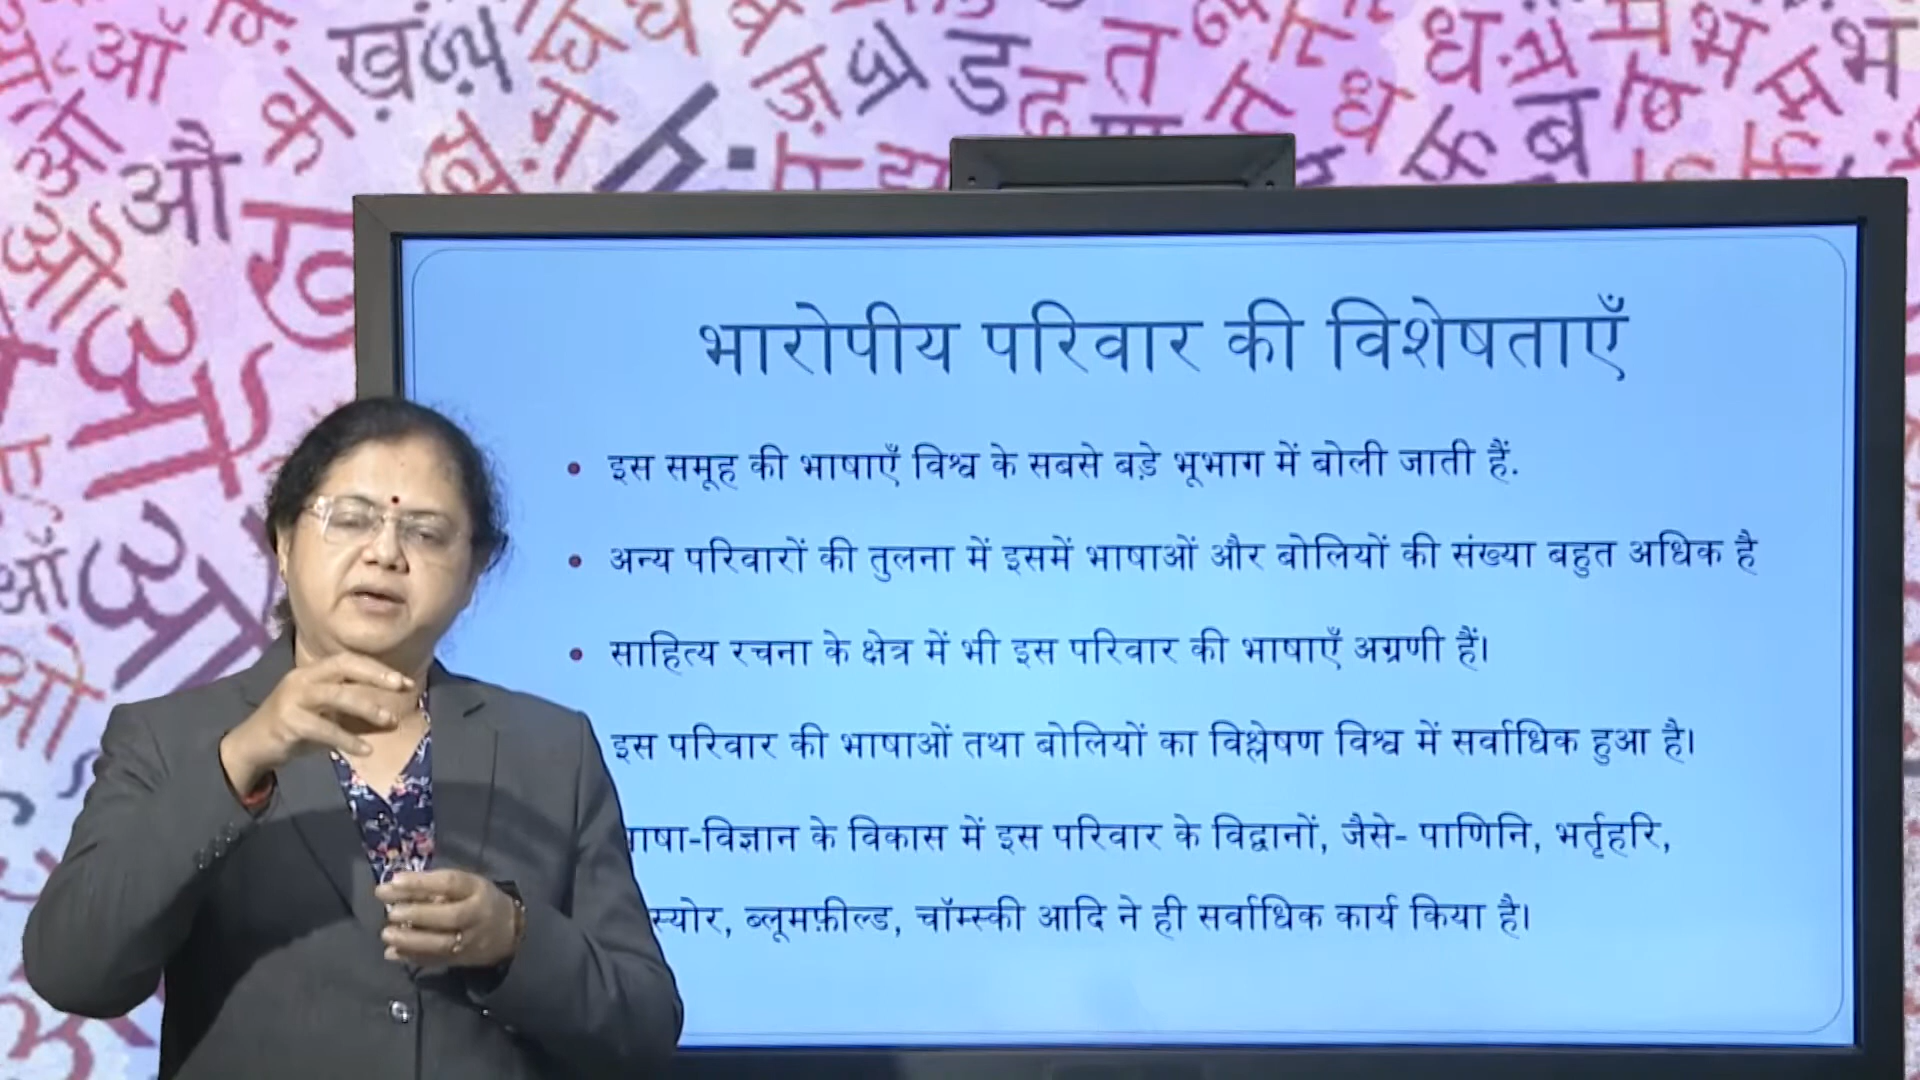 भारोपीय परिवार की विशेषताएँ
• इस समूह की भाषाएँ विश्व के सबसे बड़े भूभाग में बोली जाती हैं.
• अन्य परिवारों की तुलना में इसमें भाषाओं और बोलियों की संख्या बहुत अधिक है
• साहित्य रचना के क्षेत्र में भी इस परिवार की भाषाएँ अग्रणी हैं।
इस परिवार की भाषाओं तथा बोलियों का विश्लेषण विश्व में सर्वाधिक हुआ है।
के विकास में इस परिवार के विद्वानों, जैसे- पाणिनि, भर्तृहरि,
ब्लूमफ़ील्ड, चॉम्स्की आदि ने ही सर्वाधिक कार्य किया है।